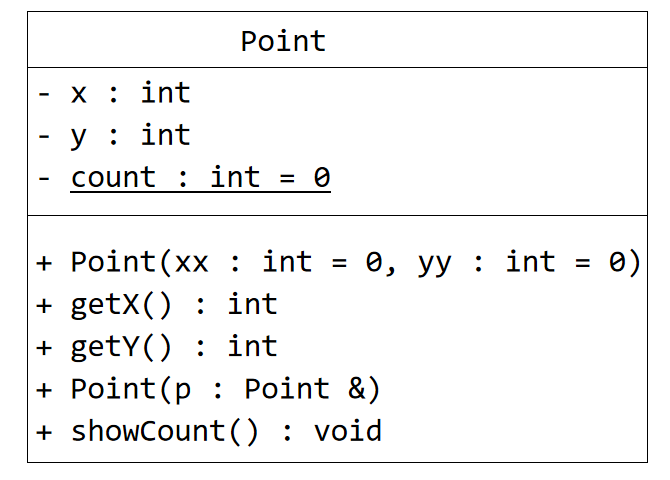 Point
- x : int
- y : int
- count : int = 0
+ Point(xx : int = 0, yy : int = 0)
+ getX() : int
+ getY() : int
+ Point(p : Point &)
+ showCount() : void